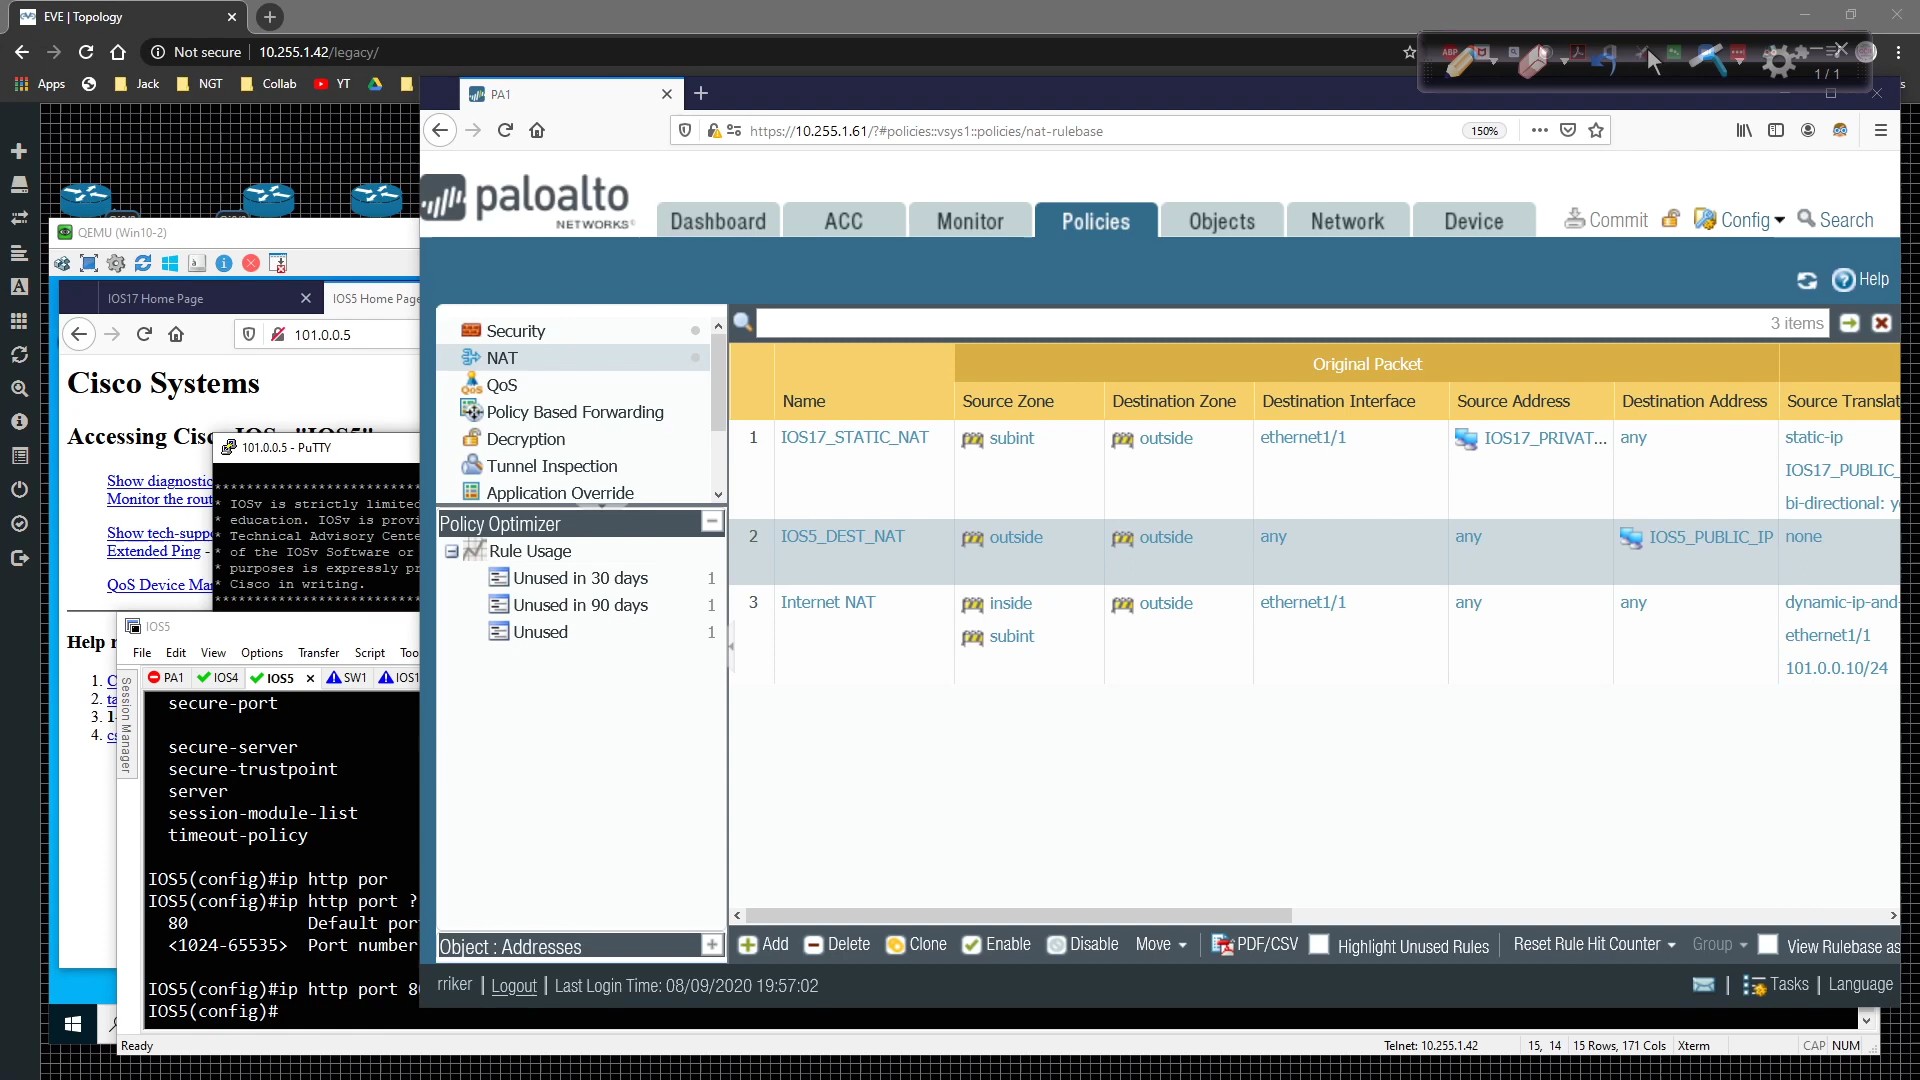 EVE | Topology
Not secure | 10.255.1.42/legacy/
Apps Jack NGT Collab YT
1 / 1
PA1
https://10.255.1.61/?#policies::vsys1::policies/nat-rulebase
150%
paloalto
NETWORKS
Dashboard ACC Monitor Policies Objects Network Device Commit Config Search
Help
QEMU (Win10-2)
IOS17 Home Page
IOS5 Home Page
101.0.0.5
Cisco Systems
Accessing Cisc
Show diagnostic
Monitor the rout
Show tech-suppo
Extended Ping -
QoS Device Ma
Help r
1. C
2. ta
3. 1-
4. cs
101.0.0.5 - PuTTY
* IOSv is strictly limited
* education. IOSv is provi
* Technical Advisory Cente
* of the IOSv Software or
* purposes is expressly pr
* Cisco in writing.
IOS5
File Edit View Options Transfer Script Too
PA1 IOS4 IOS5 SW1 IOS1
Session Manager
secure-port
secure-server
secure-trustpoint
server
session-module-list
timeout-policy
IOS5(config)#ip http por
IOS5(config)#ip http port ?
80 Default por
<1024-65535> Port number
IOS5(config)#ip http port 8
IOS5(config)#
Ready
Telnet: 10.255.1.42 15, 14 15 Rows, 171 Cols Xterm CAP NUM
Security
NAT
QoS
Policy Based Forwarding
Decryption
Tunnel Inspection
Application Override
Policy Optimizer
Rule Usage
Unused in 30 days 1
Unused in 90 days 1
Unused 1
Object : Addresses
3 items
Original Packet
Name Source Zone Destination Zone Destination Interface Source Address Destination Address Source Translat
1 IOS17_STATIC_NAT subint outside ethernet1/1 IOS17_PRIVAT... any static-ip
IOS17_PUBLIC_
bi-directional: y
2 IOS5_DEST_NAT outside outside any any IOS5_PUBLIC_IP none
3 Internet NAT inside outside ethernet1/1 any any dynamic-ip-and-
subint ethernet1/1
101.0.0.10/24
Add Delete Clone Enable Disable Move PDF/CSV Highlight Unused Rules Reset Rule Hit Counter Group View Rulebase as
rriker | Logout | Last Login Time: 08/09/2020 19:57:02
Tasks | Language